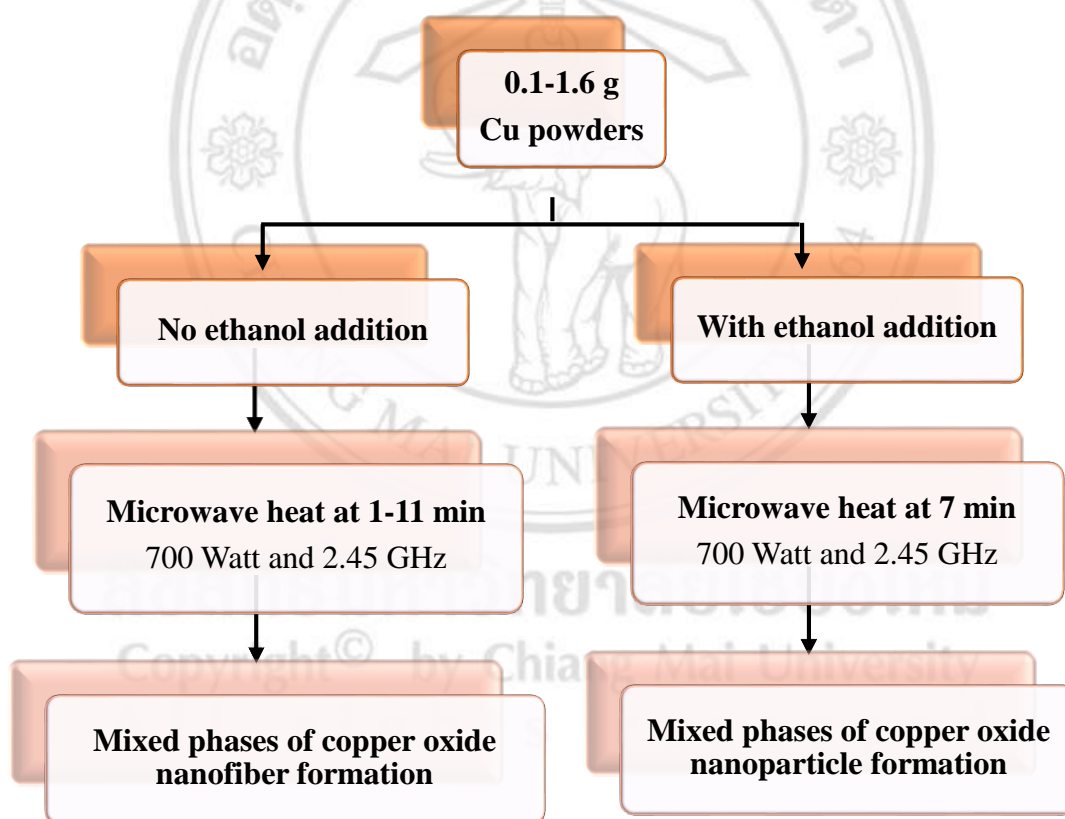 0.1-1.6 g
Cu powders
No ethanol addition
With ethanol addition
Microwave heat at 1-11 min
700 Watt and 2.45 GHz
Microwave heat at 7 min
700 Watt and 2.45 GHz
Mixed phases of copper oxide
nanofiber formation
Mixed phases of copper oxide
nanoparticle formation
Copyright© by Chiang Mai University